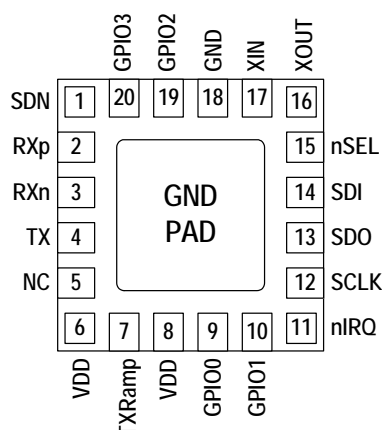 GPIO3
GPIO2
GND
XIN
XOUT
SDN 1 20 19 18 17 16
RXp 2 15 nSEL
RXn 3 GND 14 SDI
TX 4 PAD 13 SDO
NC 5 12 SCLK
6 7 8 9 10 11 nIRQ
VDD
TXRamp
VDD
GPIO0
GPIO1